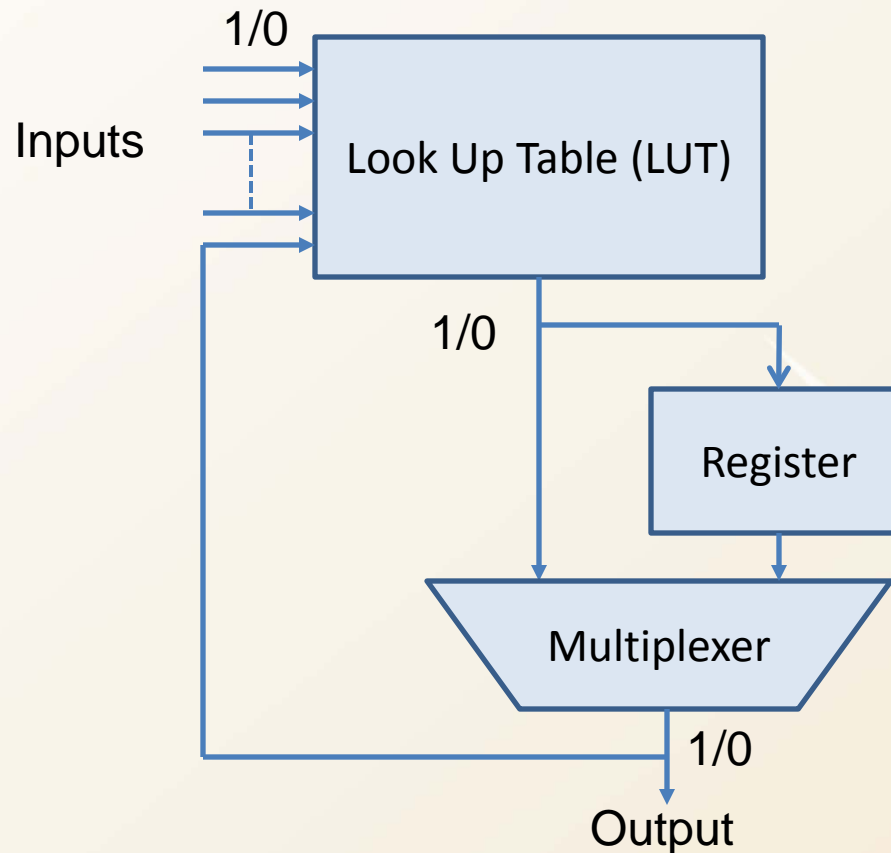 1/0
Inputs
Look Up Table (LUT)
1/0
Register
Multiplexer
1/0
Output